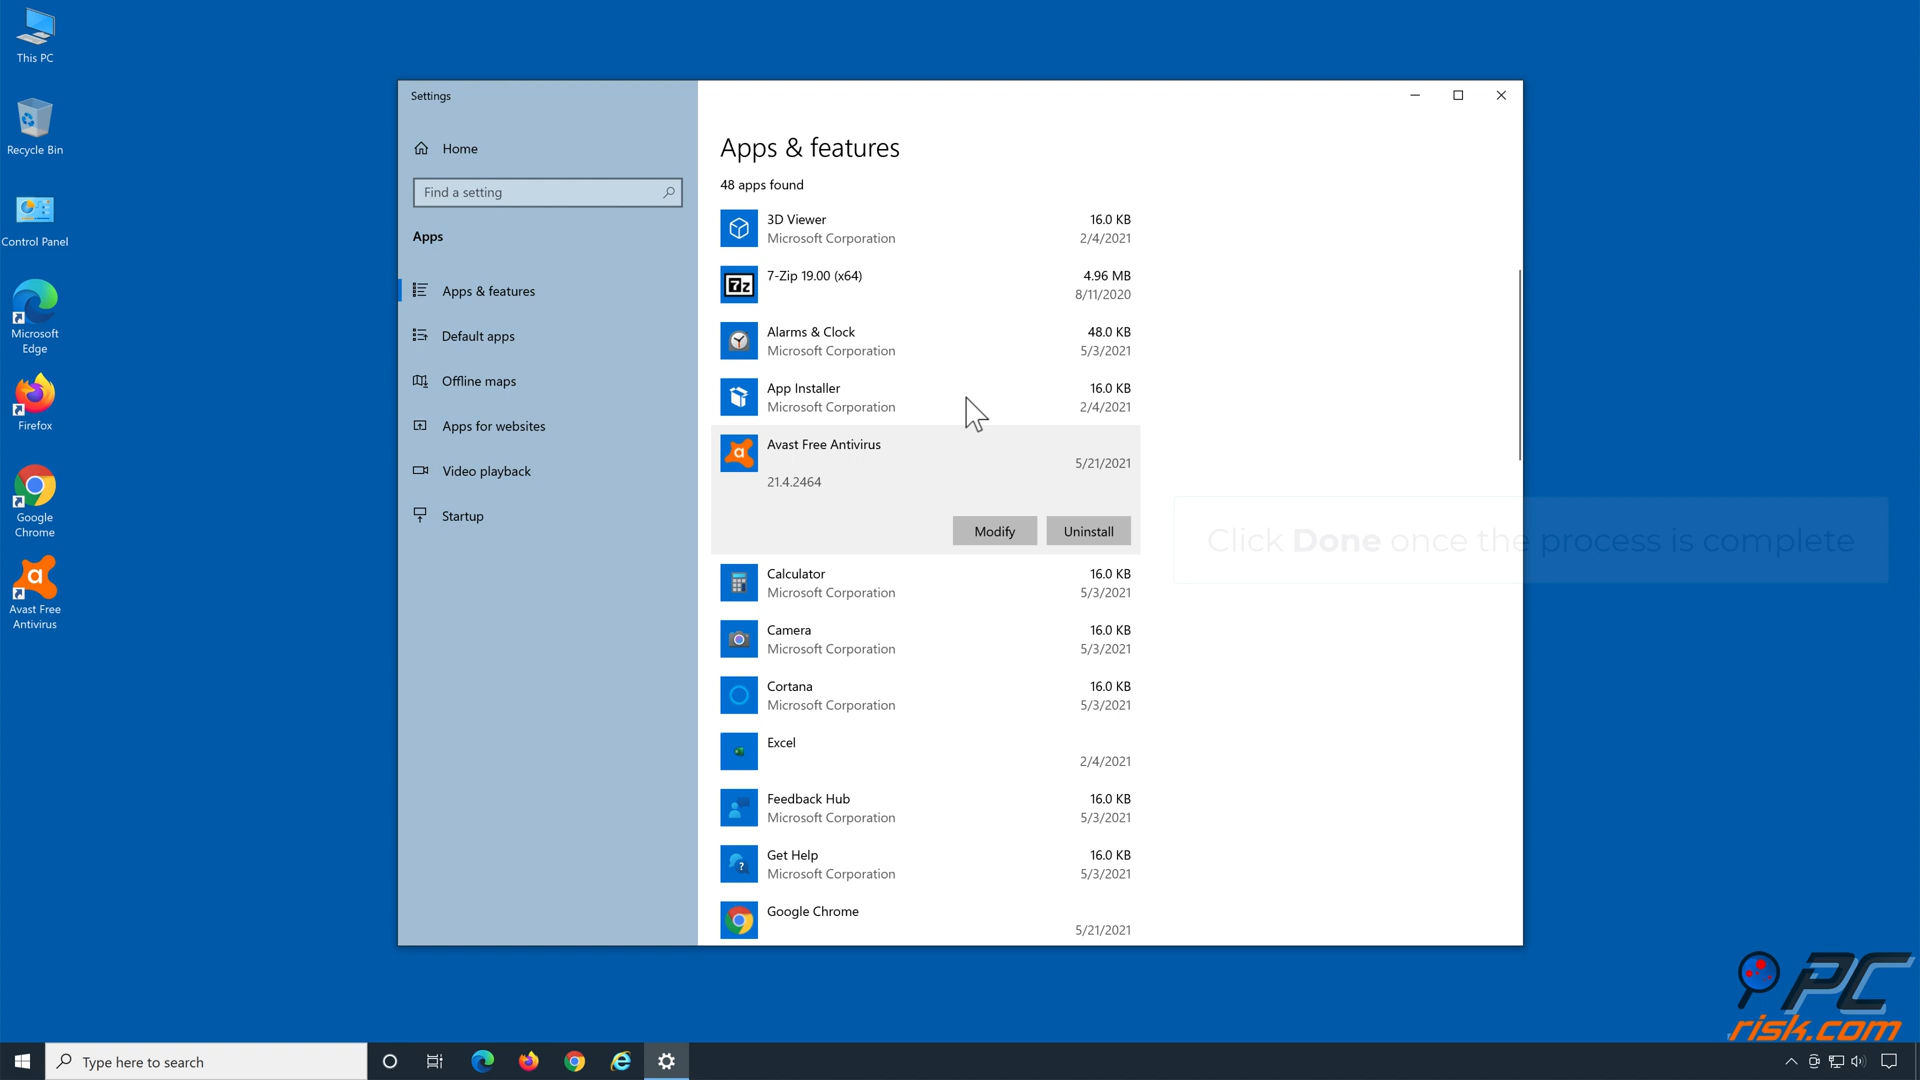 This PC
Recycle Bin
Control Panel
Microsoft
Edge
Firefox
Google
Chrome
Avast Free
Antivirus
Settings
Home
Find a setting
Apps
Apps & features
Default apps
Offline maps
Apps for websites
Video playback
Startup
Apps & features
48 apps found
3D Viewer 16.0 KB
Microsoft Corporation 2/4/2021
7-Zip 19.00 (x64) 4.96 MB
8/11/2020
Alarms & Clock 48.0 KB
Microsoft Corporation 5/3/2021
App Installer 16.0 KB
Microsoft Corporation 2/4/2021
Avast Free Antivirus
5/21/2021
21.4.2464
Modify Uninstall
Calculator 16.0 KB
Microsoft Corporation 5/3/2021
Camera 16.0 KB
Microsoft Corporation 5/3/2021
Cortana 16.0 KB
Microsoft Corporation 5/3/2021
Excel
2/4/2021
Feedback Hub 16.0 KB
Microsoft Corporation 5/3/2021
Get Help 16.0 KB
Microsoft Corporation 5/3/2021
Google Chrome
5/21/2021
Click Done once the process is complete
PC
risk.com
Type here to search